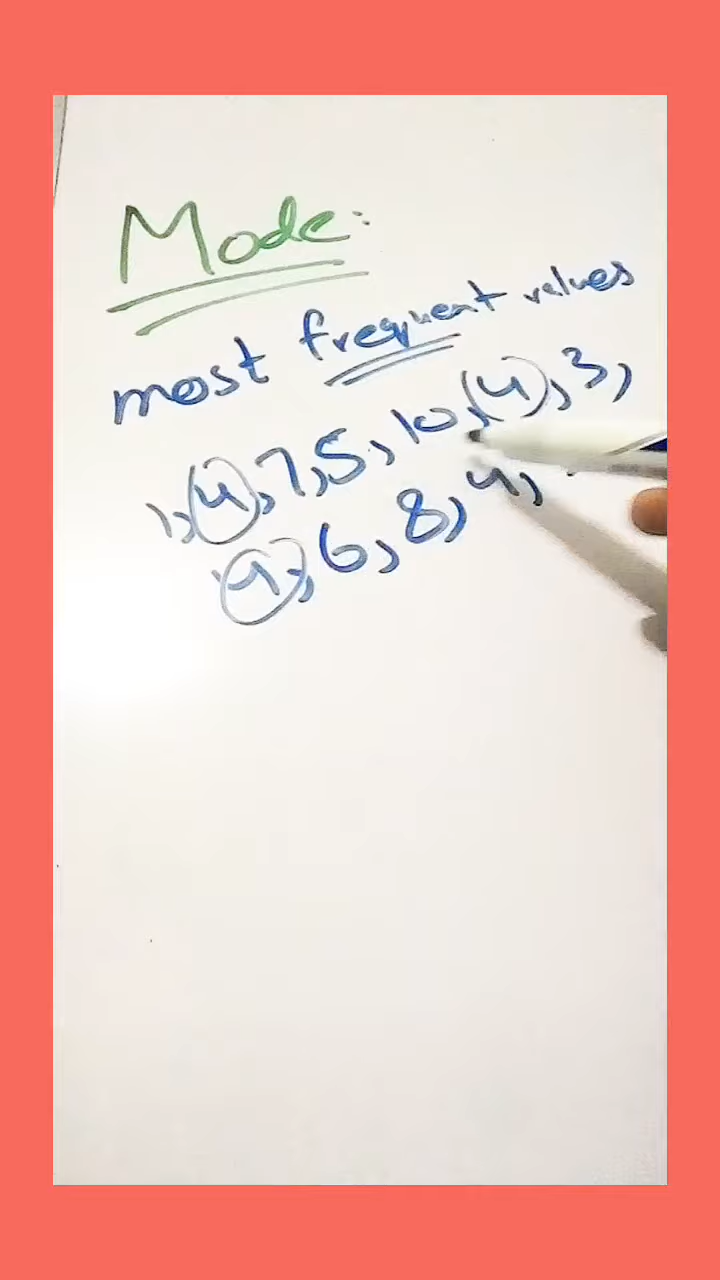 Mode:
most frequent values
1, 4, 7, 5, 10, 4, 3,
4, 6, 8, 4,